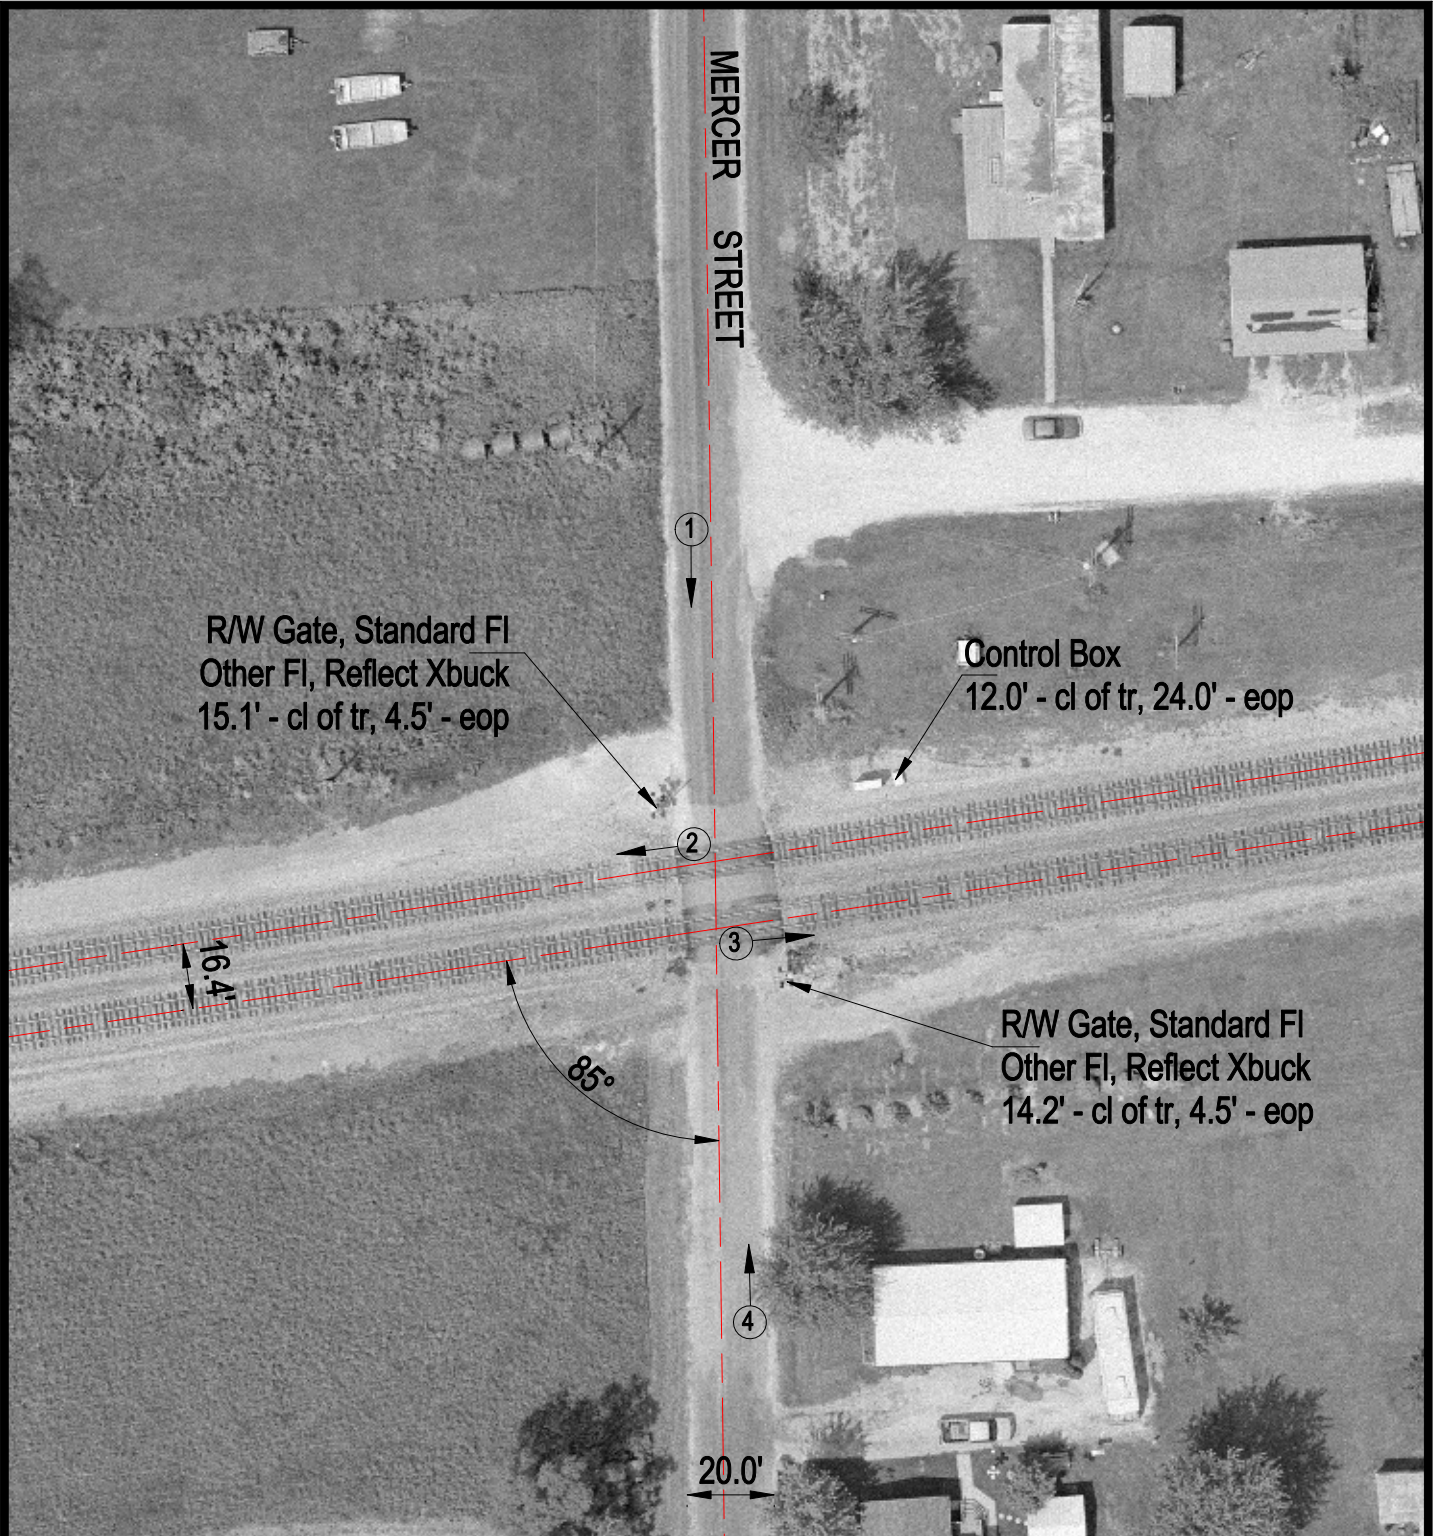 MERCER STREET
1
R/W Gate, Standard Fl
Other Fl, Reflect Xbuck
15.1' - cl of tr, 4.5' - eop
Control Box
12.0' - cl of tr, 24.0' - eop
2
3
16.4'
R/W Gate, Standard Fl
Other Fl, Reflect Xbuck
14.2' - cl of tr, 4.5' - eop
85°
4
20.0'